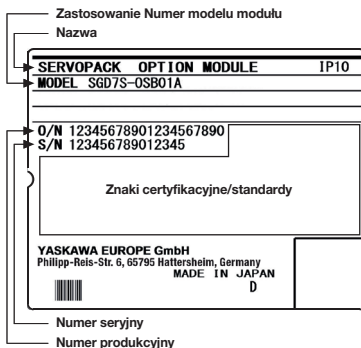 Zastosowanie Numer modelu modułu
Nazwa
SERVOPACK OPTION MODULE IP10
MODEL SGD7S-OSB01A
O/N 12345678901234567890
S/N 123456789012345
Znaki certyfikacyjne/standardy
YASKAWA EUROPE GmbH
Philipp-Reis-Str. 6, 65795 Hattersheim, Germany
MADE IN JAPAN
D
Numer seryjny
Numer produkcyjny